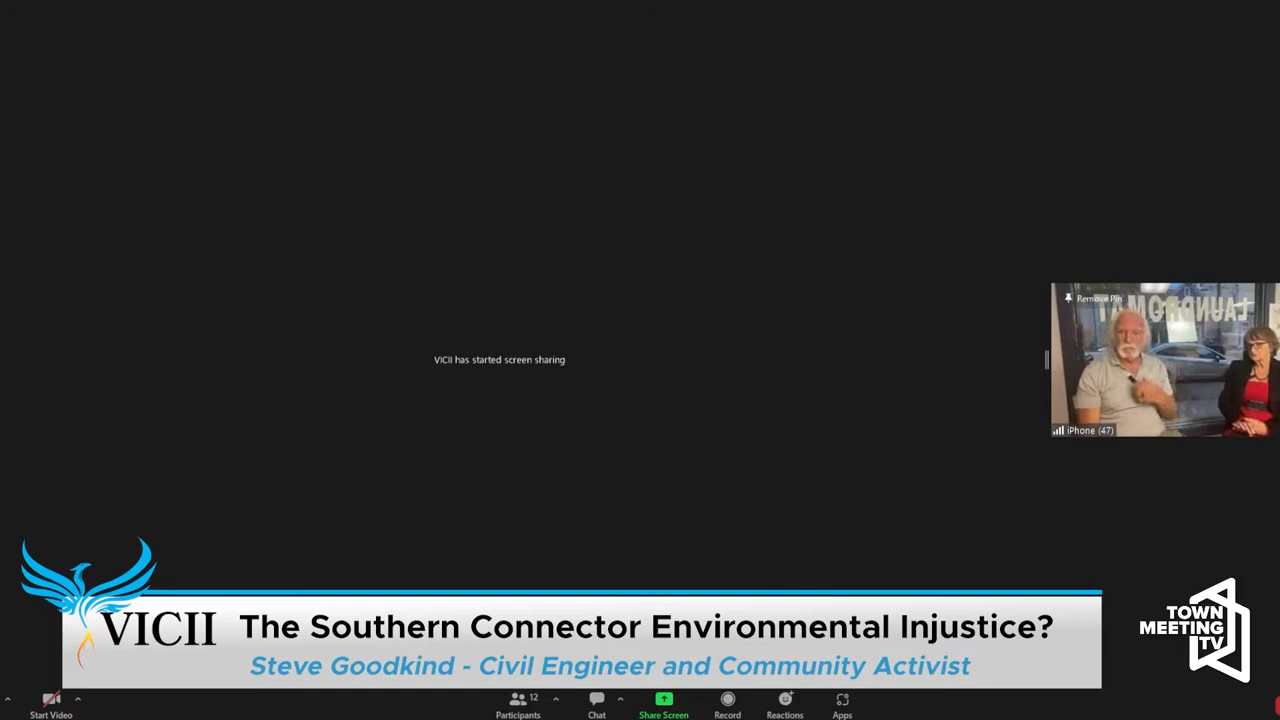 Remove Pin
LAUNDROMAT
VICII has started screen sharing
iPhone (47)
VICII
The Southern Connector Environmental Injustice?
Steve Goodkind - Civil Engineer and Community Activist
TOWN
MEETING
TV
Start Video
12
Participants
Chat
Share Screen
Record
Reactions
Apps